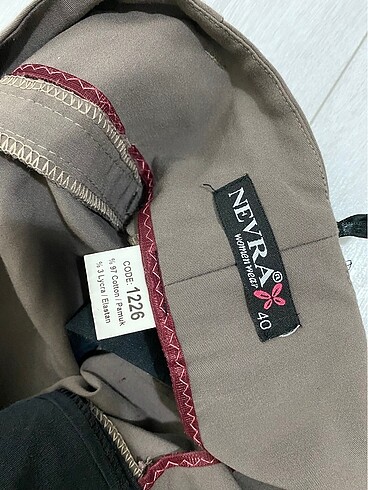 NEVRA®
women wear
40
CODE: 1226
% 97 Cotton / Pamuk
% 3 Lycra / Elastan